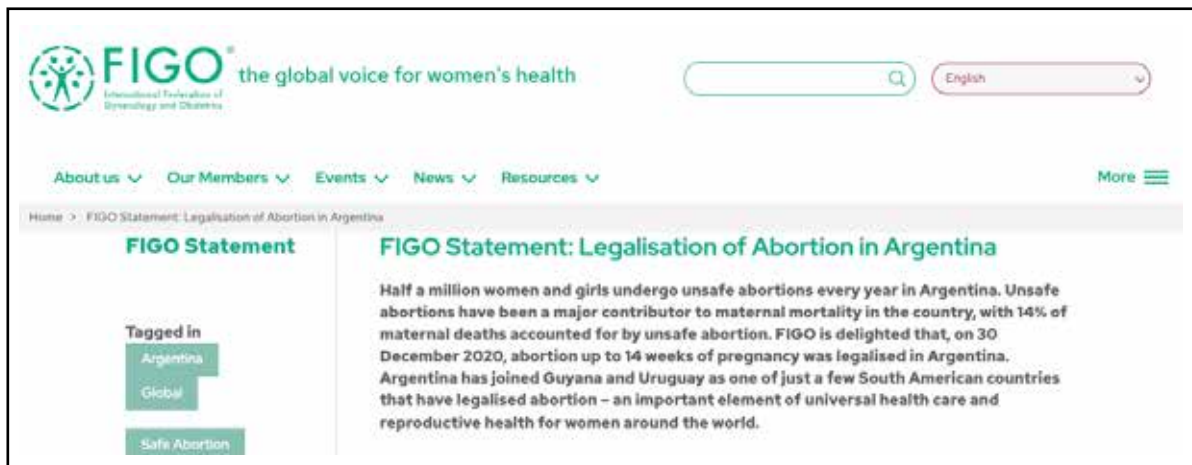 FIGO®
the global voice for women's health
International Federation of
Gynecology and Obstetrics
English
About us
Our Members
Events
News
Resources
More
Home > FIGO Statement: Legalisation of Abortion in Argentina
FIGO Statement
Tagged in
Argentina
Global
Safe Abortion
FIGO Statement: Legalisation of Abortion in Argentina
Half a million women and girls undergo unsafe abortions every year in Argentina. Unsafe
abortions have been a major contributor to maternal mortality in the country, with 14% of
maternal deaths accounted for by unsafe abortion. FIGO is delighted that, on 30
December 2020, abortion up to 14 weeks of pregnancy was legalised in Argentina.
Argentina has joined Guyana and Uruguay as one of just a few South American countries
that have legalised abortion – an important element of universal health care and
reproductive health for women around the world.